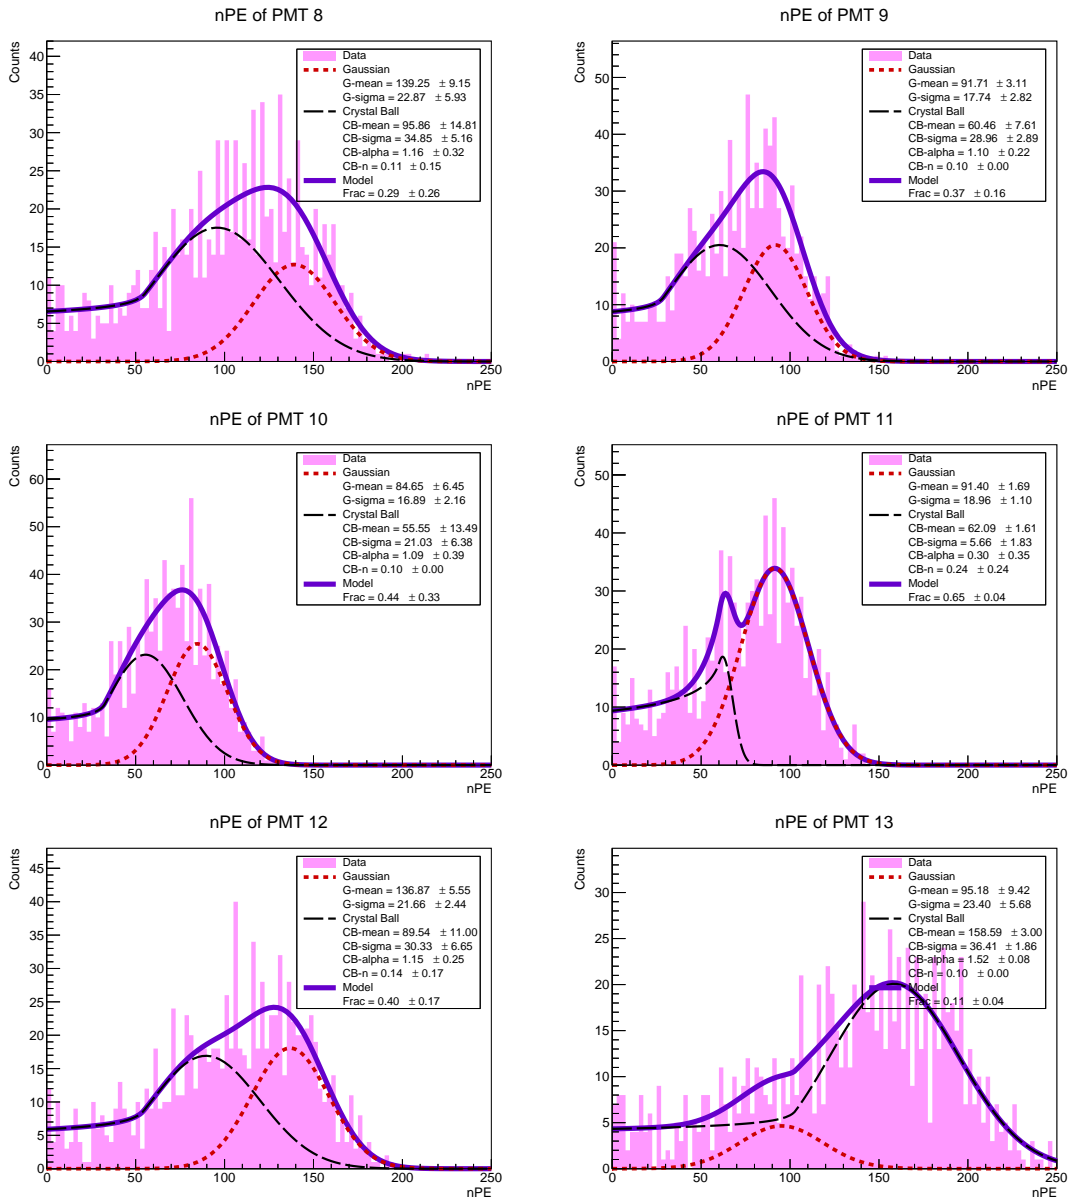 nPE of PMT 8
Counts
40
35
30
25
20
15
10
5
0
0 50 100 150 200 250
nPE
Data
Gaussian
G-mean = 139.25 ± 9.15
G-sigma = 22.87 ± 5.93
Crystal Ball
CB-mean = 95.86 ± 14.81
CB-sigma = 34.85 ± 5.16
CB-alpha = 1.16 ± 0.32
CB-n = 0.11 ± 0.15
Model
Frac = 0.29 ± 0.26
nPE of PMT 9
Counts
50
40
30
20
10
0
0 50 100 150 200 250
nPE
Data
Gaussian
G-mean = 91.71 ± 3.11
G-sigma = 17.74 ± 2.82
Crystal Ball
CB-mean = 60.46 ± 7.61
CB-sigma = 28.96 ± 2.89
CB-alpha = 1.10 ± 0.22
CB-n = 0.10 ± 0.00
Model
Frac = 0.37 ± 0.16
nPE of PMT 10
Counts
60
50
40
30
20
10
0
0 50 100 150 200 250
nPE
Data
Gaussian
G-mean = 84.65 ± 6.45
G-sigma = 16.89 ± 2.16
Crystal Ball
CB-mean = 55.55 ± 13.49
CB-sigma = 21.03 ± 6.38
CB-alpha = 1.09 ± 0.39
CB-n = 0.10 ± 0.00
Model
Frac = 0.44 ± 0.33
nPE of PMT 11
Counts
50
40
30
20
10
0
0 50 100 150 200 250
nPE
Data
Gaussian
G-mean = 91.40 ± 1.69
G-sigma = 18.96 ± 1.10
Crystal Ball
CB-mean = 62.09 ± 1.61
CB-sigma = 5.66 ± 1.83
CB-alpha = 0.30 ± 0.35
CB-n = 0.24 ± 0.24
Model
Frac = 0.65 ± 0.04
nPE of PMT 12
Counts
45
40
35
30
25
20
15
10
5
0
0 50 100 150 200 250
nPE
Data
Gaussian
G-mean = 136.87 ± 5.55
G-sigma = 21.66 ± 2.44
Crystal Ball
CB-mean = 89.54 ± 11.00
CB-sigma = 30.33 ± 6.65
CB-alpha = 1.15 ± 0.25
CB-n = 0.14 ± 0.17
Model
Frac = 0.40 ± 0.17
nPE of PMT 13
Counts
30
25
20
15
10
5
0
0 50 100 150 200 250
nPE
Data
Gaussian
G-mean = 95.18 ± 9.42
G-sigma = 23.40 ± 5.68
Crystal Ball
CB-mean = 158.59 ± 3.00
CB-sigma = 36.41 ± 1.86
CB-alpha = 1.52 ± 0.08
CB-n = 0.10 ± 0.00
Model
Frac = 0.11 ± 0.04